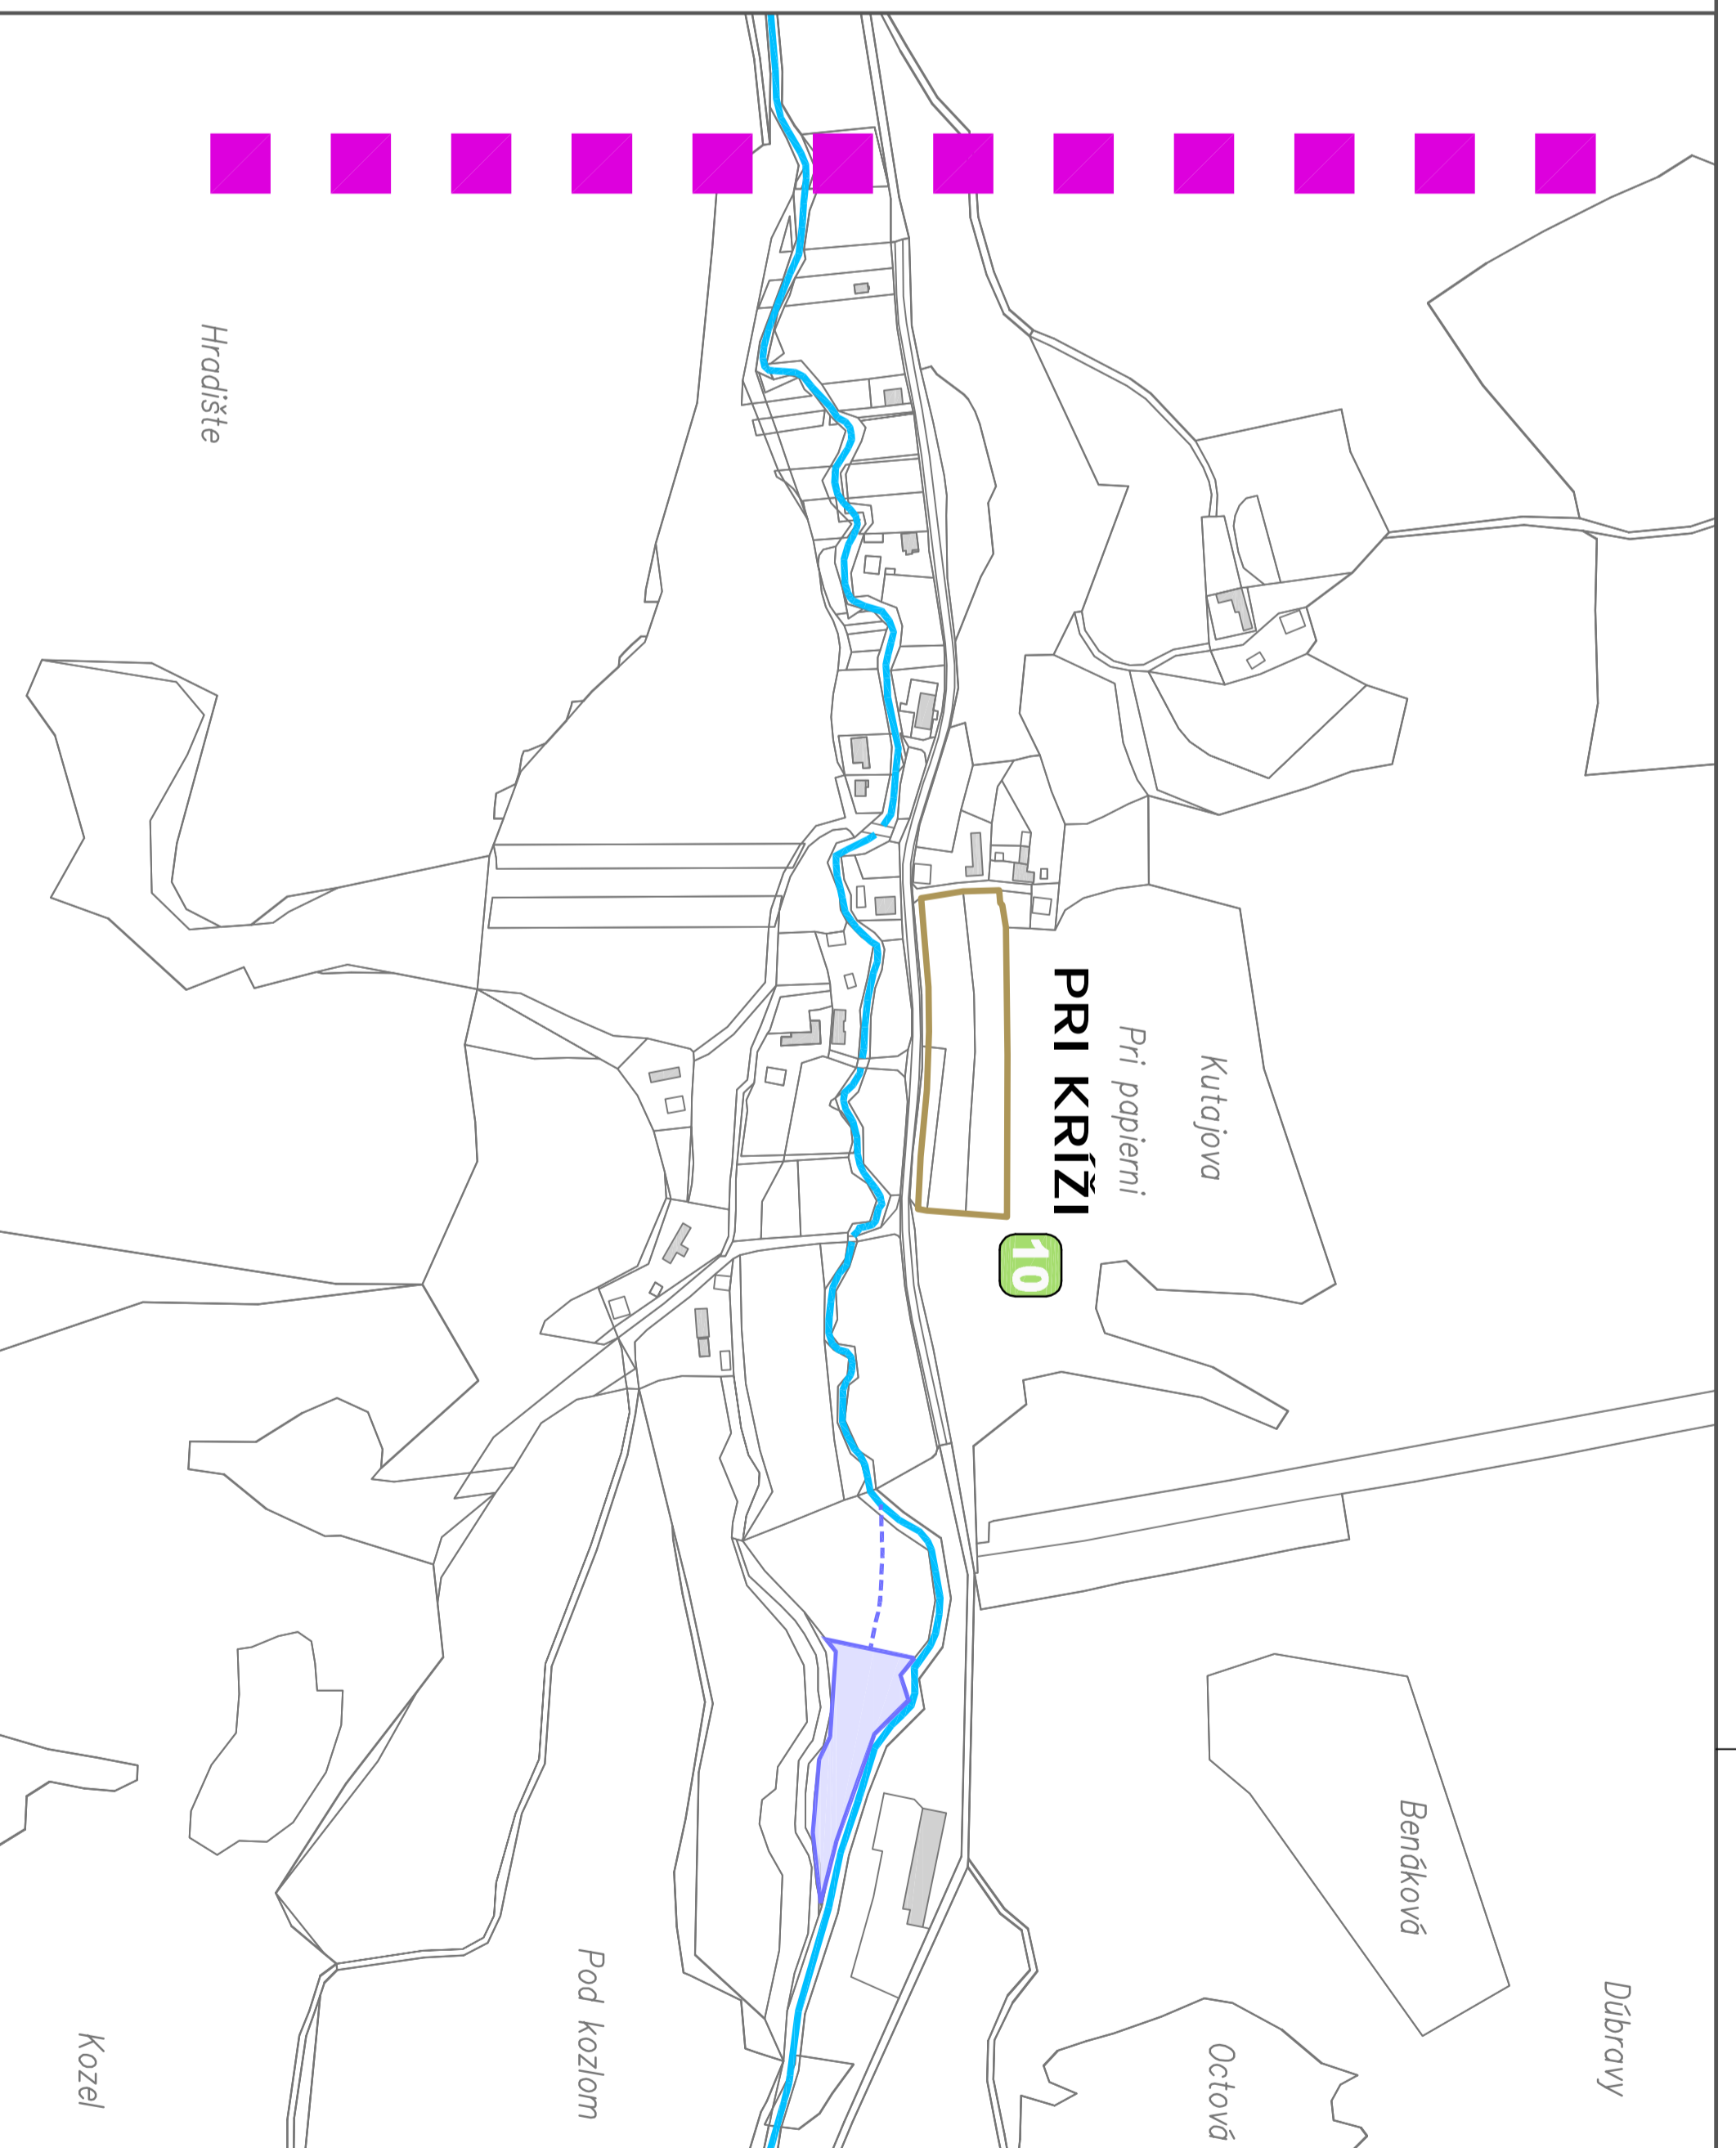 Dúbravy
Octová
Benáková
Kutajova
Pri papierni
PRI KRÍŽI
10
Pod kozlom
Hradište
Kozel